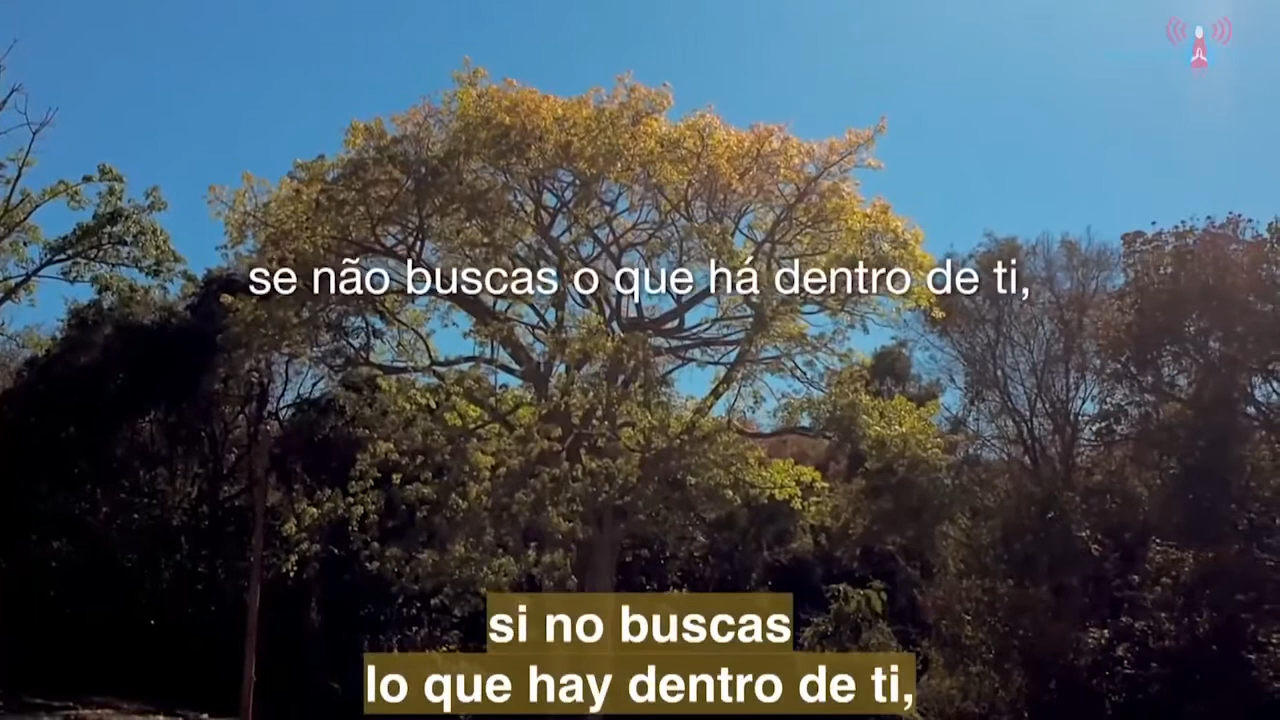 se não buscas o que há dentro de ti,
si no buscas
lo que hay dentro de ti,